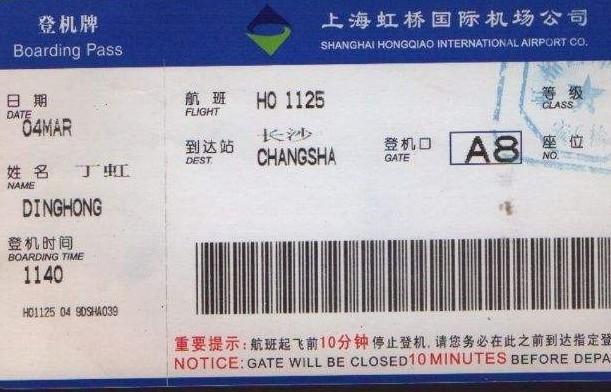 登机牌
Boarding Pass
上海虹桥国际机场公司
SHANGHAI HONGQIAO INTERNATIONAL AIRPORT CO.
日期
DATE
04MAR
姓名 丁虹
NAME
DINGHONG
登机时间
BOARDING TIME
1140
HO1125 04 9DSHA039
航班 HO 1125
FLIGHT
到达站 长沙
DEST. CHANGSHA
登机口 A8
GATE
等级
CLASS
座位
NO.
重要提示：航班起飞前10分钟停止登机，请您务必在此之前到达指定登
NOTICE: GATE WILL BE CLOSED 10 MINUTES BEFORE DEPA